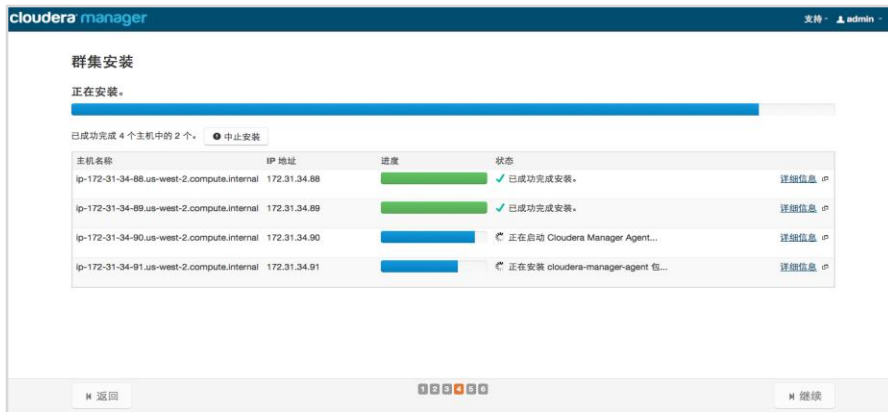 cloudera manager 支持 admin
群集安装
正在安装。
已成功完成 4 个主机中的 2 个。 中止安装
主机名称 IP 地址 进度 状态
ip-172-31-34-88.us-west-2.compute.internal 172.31.34.88 已成功完成安装。 详细信息
ip-172-31-34-89.us-west-2.compute.internal 172.31.34.89 已成功完成安装。 详细信息
ip-172-31-34-90.us-west-2.compute.internal 172.31.34.90 正在启动 Cloudera Manager Agent... 详细信息
ip-172-31-34-91.us-west-2.compute.internal 172.31.34.91 正在安装 cloudera-manager-agent 包... 详细信息
返回 1 2 3 4 5 6 继续